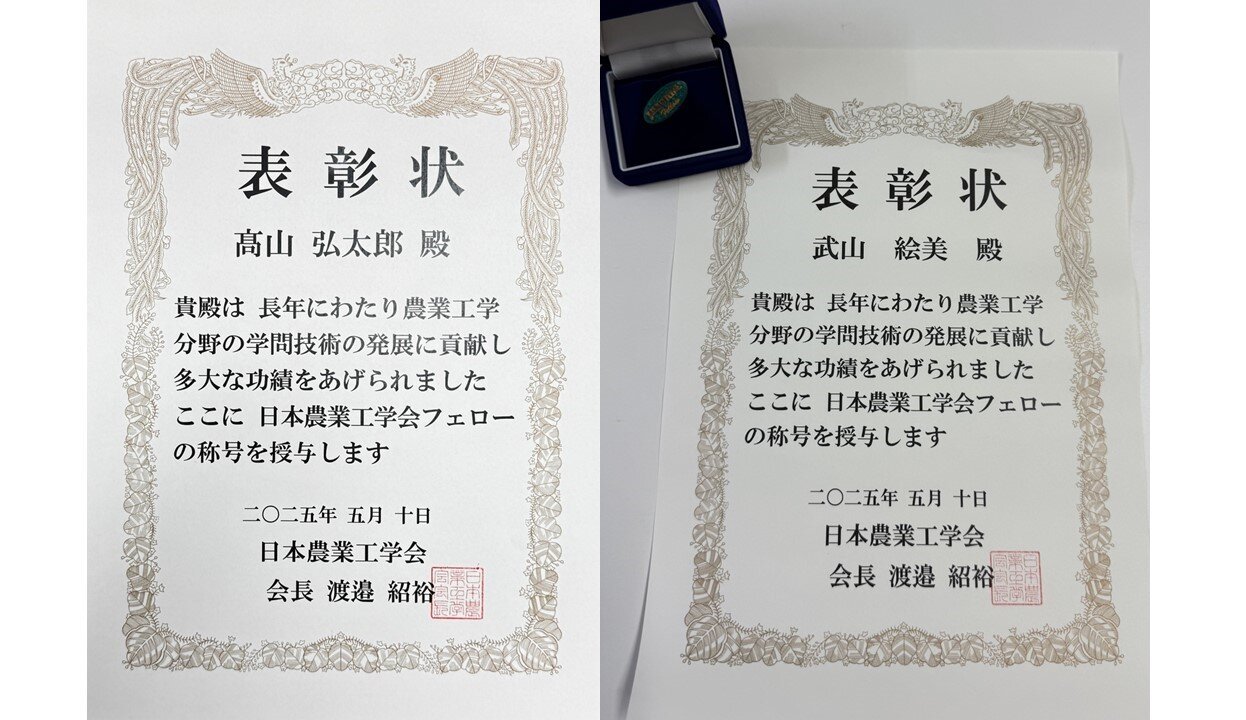 表彰状
髙山 弘太郎 殿
貴殿は 長年にわたり農業工学
分野の学問技術の発展に貢献し
多大な功績をあげられました
ここに 日本農業工学会フェロー
の称号を授与します
二〇二五年 五月 十日
日本農業工学会
会長 渡邉 紹裕
表彰状
武山 絵美 殿
貴殿は 長年にわたり農業工学
分野の学問技術の発展に貢献し
多大な功績をあげられました
ここに 日本農業工学会フェロー
の称号を授与します
二〇二五年 五月 十日
日本農業工学会
会長 渡邉 紹裕